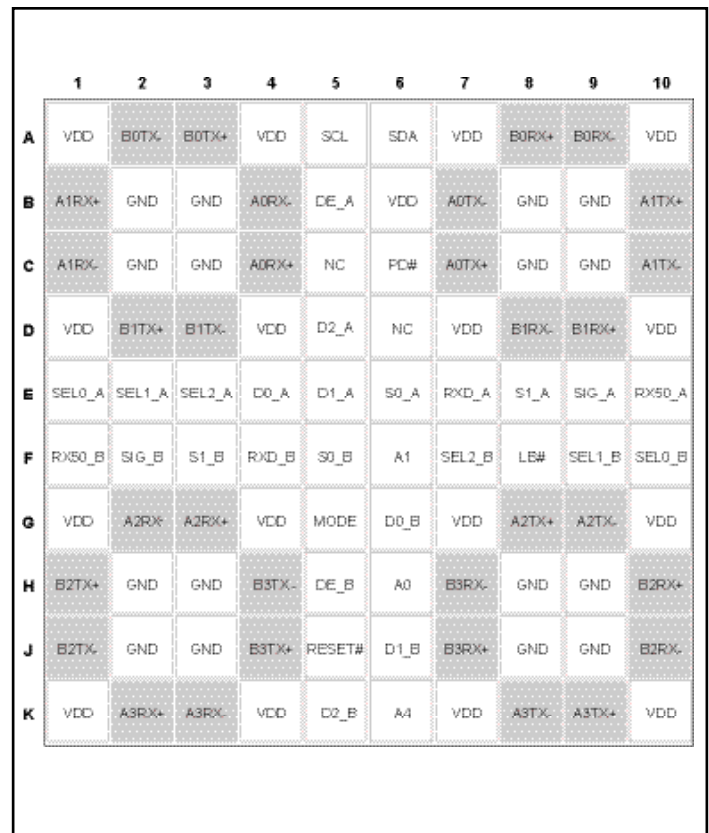 1 2 3 4 5 6 7 8 9 10
A VDD B0TX- B0TX+ VDD SCL SDA VDD B0RX+ B0RX- VDD
B A1RX+ GND GND A0RX- DE_A VDD A0TX- GND GND A1TX+
C A1RX- GND GND A0RX+ NC PD# A0TX+ GND GND A1TX-
D VDD B1TX+ B1TX- VDD D2_A NC VDD B1RX- B1RX+ VDD
E SEL0_A SEL1_A SEL2_A D0_A D1_A S0_A RXD_A S1_A SIG_A RX50_A
F RX50_B SIG_B S1_B RXD_B S0_B A1 SEL2_B LB# SEL1_B SEL0_B
G VDD A2RX- A2RX+ VDD MODE D0_B VDD A2TX+ A2TX- VDD
H B2TX+ GND GND B3TX- DE_B A0 B3RX- GND GND B2RX+
J B2TX- GND GND B3TX+ RESET# D1_B B3RX+ GND GND B2RX-
K VDD A3RX+ A3RX- VDD D2_B A4 VDD A3TX- A3TX+ VDD